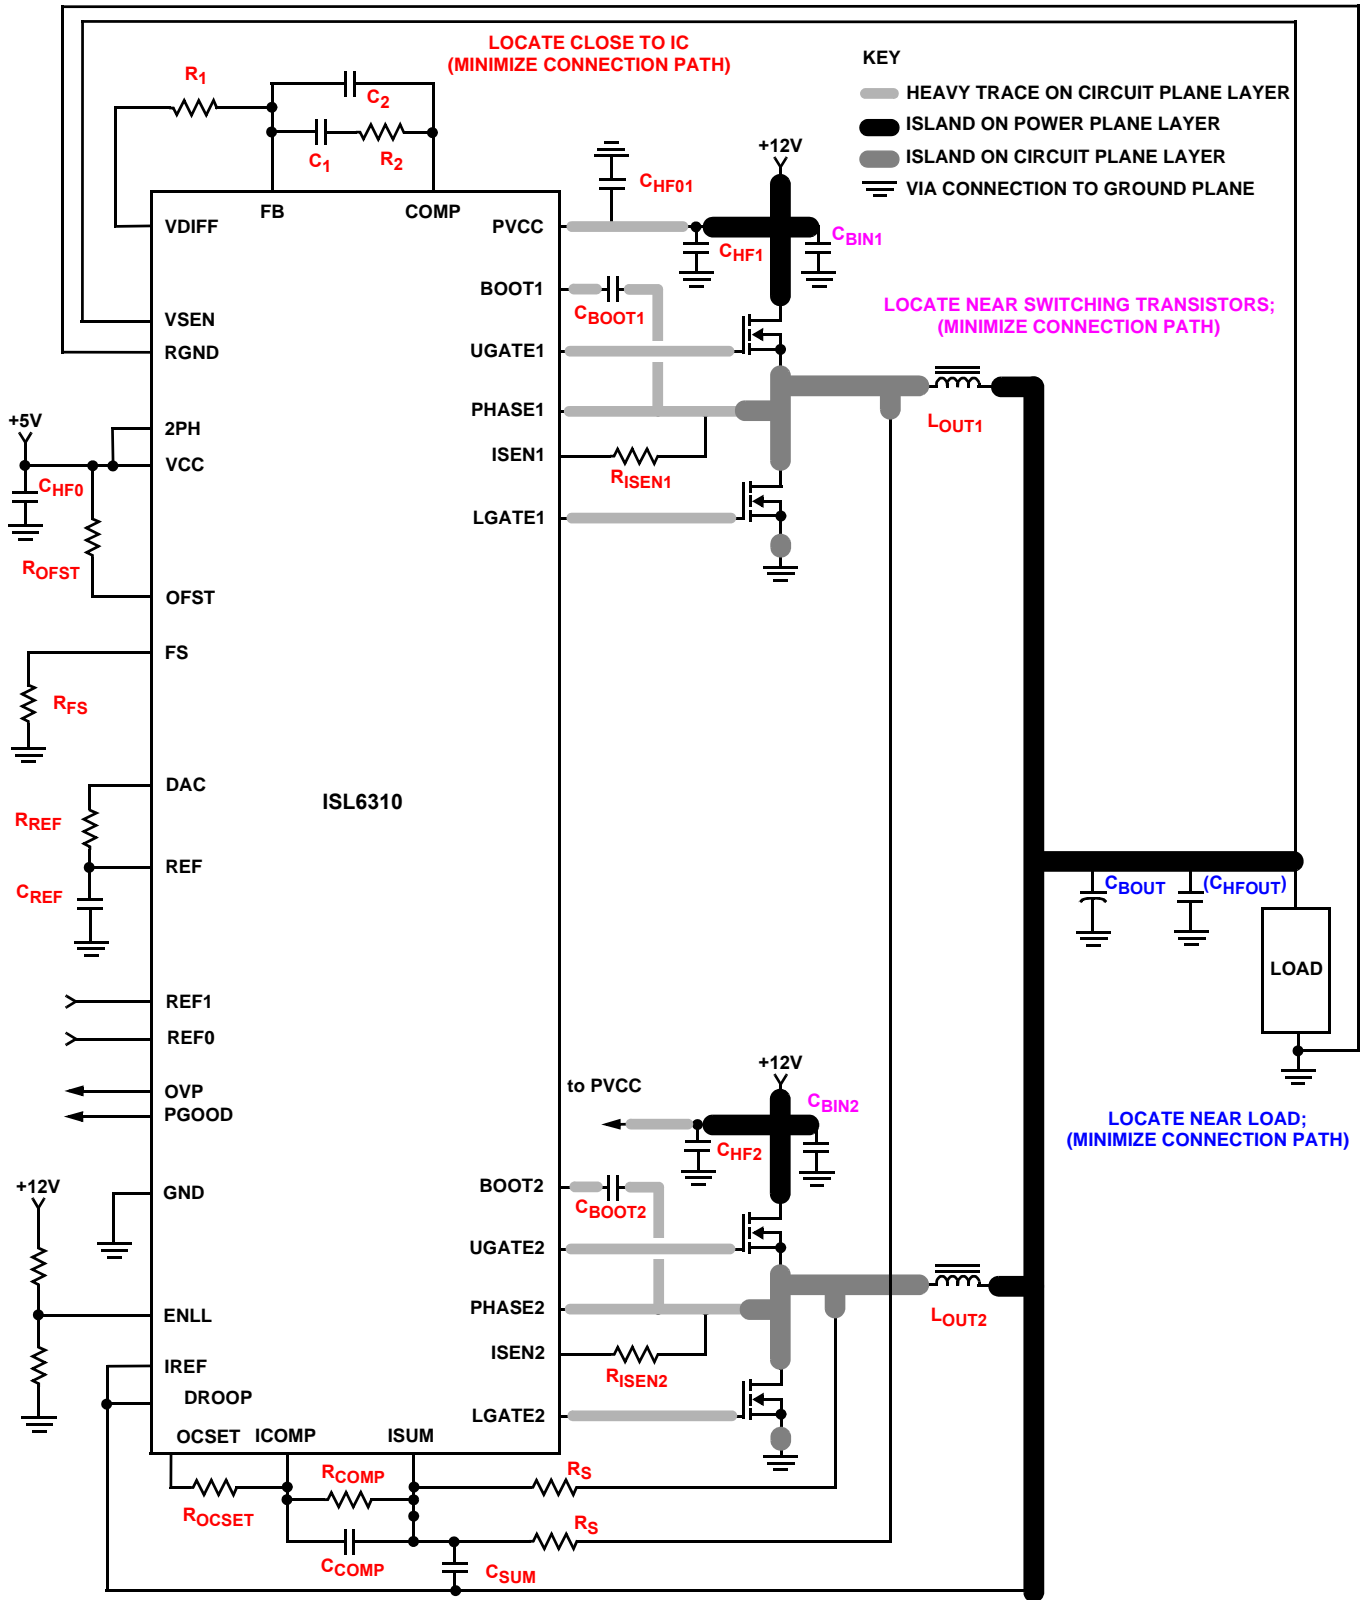 LOCATE CLOSE TO IC
(MINIMIZE CONNECTION PATH)
KEY
HEAVY TRACE ON CIRCUIT PLANE LAYER
ISLAND ON POWER PLANE LAYER
ISLAND ON CIRCUIT PLANE LAYER
VIA CONNECTION TO GROUND PLANE
R1
C2
C1
R2
+12V
CHF01
FB
COMP
VDIFF
PVCC
CHF1
CBIN1
BOOT1
CBOOT1
LOCATE NEAR SWITCHING TRANSISTORS;
(MINIMIZE CONNECTION PATH)
VSEN
RGND
UGATE1
PHASE1
LOUT1
+5V
2PH
VCC
ISEN1
RISEN1
CHF0
LGATE1
ROFST
OFST
FS
RFS
DAC
ISL6310
RREF
REF
CREF
CBOUT
(CHFOUT)
LOAD
REF1
REF0
OVP
PGOOD
to PVCC
+12V
CBIN2
CHF2
LOCATE NEAR LOAD;
(MINIMIZE CONNECTION PATH)
+12V
GND
BOOT2
CBOOT2
UGATE2
ENLL
PHASE2
LOUT2
ISEN2
RISEN2
IREF
DROOP
LGATE2
OCSET
ICOMP
ISUM
RCOMP
RS
ROCSET
RS
CCOMP
CSUM